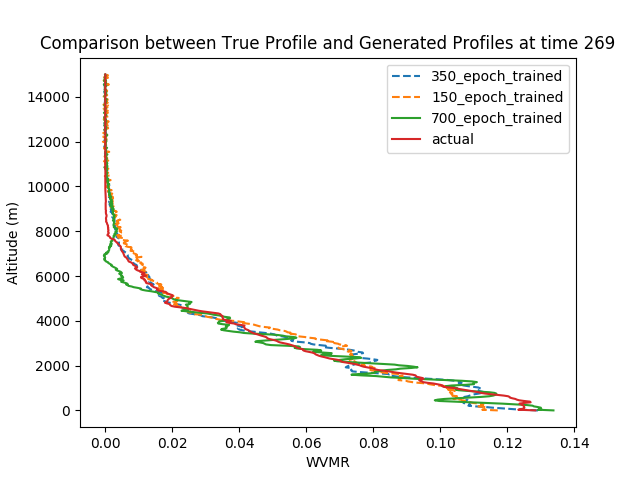 Comparison between True Profile and Generated Profiles at time 269
350_epoch_trained
150_epoch_trained
700_epoch_trained
actual
14000
12000
10000
8000
6000
4000
2000
0
Altitude (m)
0.00 0.02 0.04 0.06 0.08 0.10 0.12 0.14
WVMR